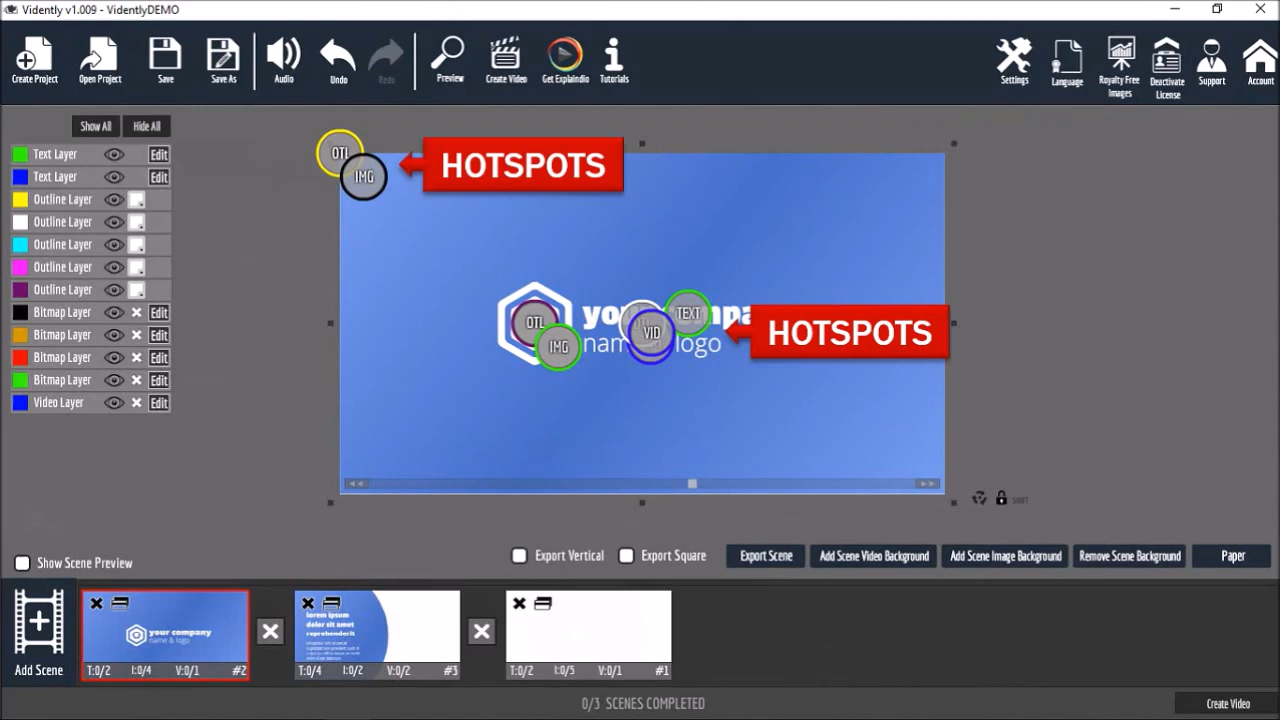 Vidently v1.009 - VidentlyDEMO
Create Project
Open Project
Save
Save As
Audio
Undo
Redo
Preview
Create Video
Get Explaindio
Tutorials
Settings
Language
Royalty Free
Images
Deactivate
License
Support
Account
Show All
Hide All
Text Layer
Edit
Text Layer
Edit
Outline Layer
Outline Layer
Outline Layer
Outline Layer
Outline Layer
Bitmap Layer
Edit
Bitmap Layer
Edit
Bitmap Layer
Edit
Bitmap Layer
Edit
Video Layer
Edit
OTL
IMG
HOTSPOTS
OTL
IMG
VID
TEXT
HOTSPOTS
logo
SHIFT
Show Scene Preview
Export Vertical
Export Square
Export Scene
Add Scene Video Background
Add Scene Image Background
Remove Scene Background
Paper
Add Scene
your company
name & logo
T:0/2 I:0/4 V:0/1 #2
lorem ipsum
dolor sit amet
reprehenderit
T:0/4 I:0/2 V:0/2 #3
T:0/2 I:0/5 V:0/1 #1
0/3 SCENES COMPLETED
Create Video